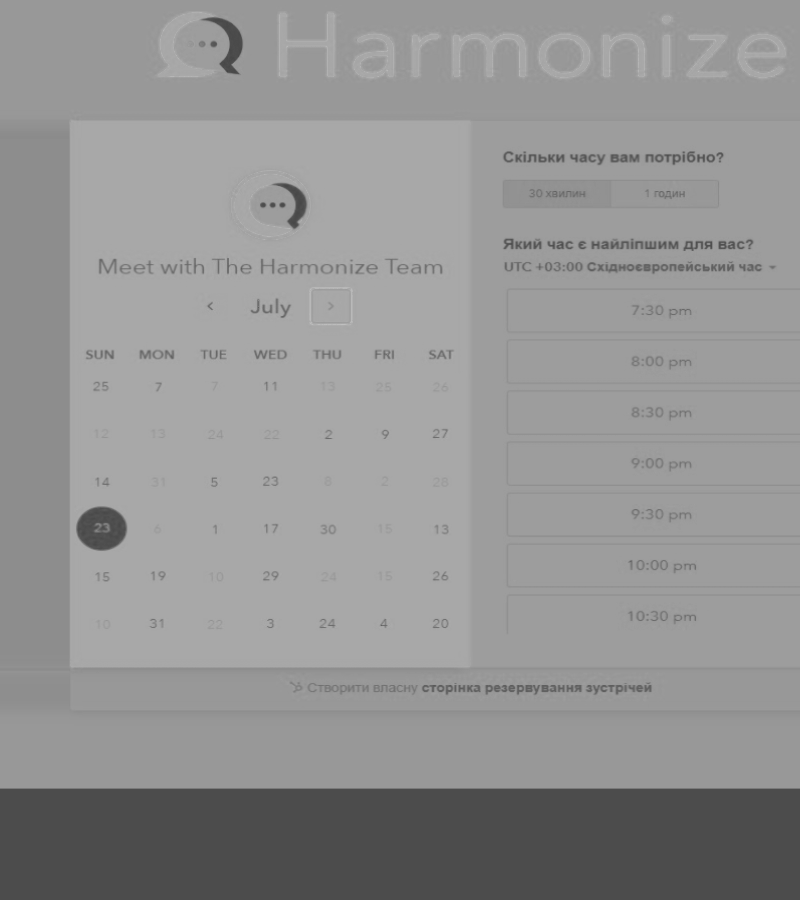 Harmonize
Meet with The Harmonize Team
July
SUN MON TUE WED THU FRI SAT
25 7 7 11 13 25 26
12 13 24 22 2 9 27
14 31 5 23 8 2 28
23 6 1 17 30 15 13
15 19 10 29 24 15 26
10 31 22 3 24 4 20
Скільки часу вам потрібно?
30 хвилин 1 годин
Який час є найліпшим для вас?
UTC +03:00 Східноєвропейський час
7:30 pm
8:00 pm
8:30 pm
9:00 pm
9:30 pm
10:00 pm
10:30 pm
Створити власну сторінка резервування зустрічей